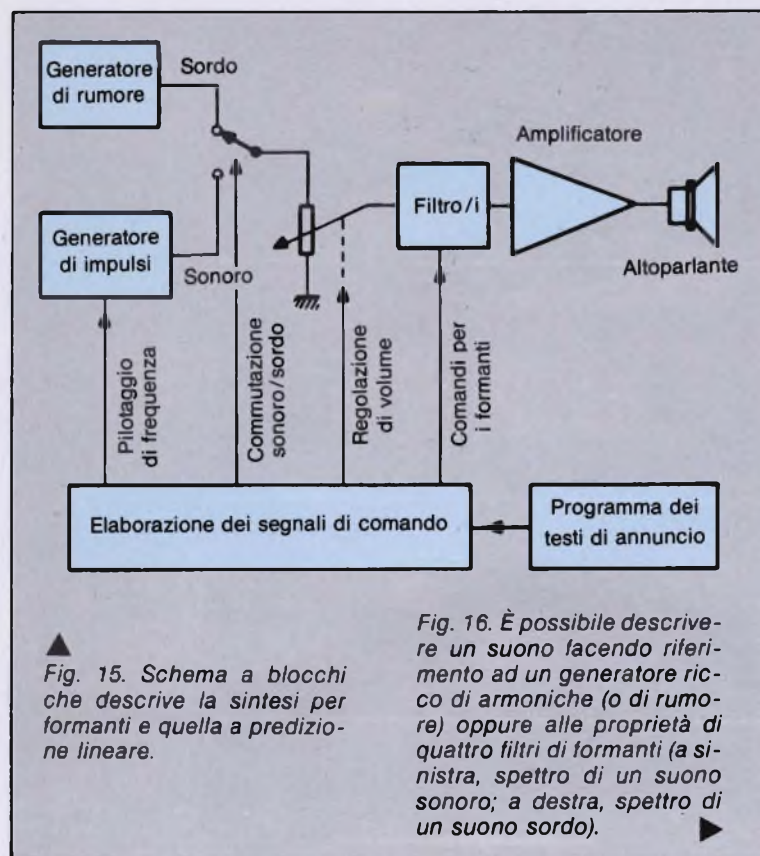 Generatore
di rumore
Sordo
Amplificatore
Filtro/i
Generatore
di impulsi
Sonoro
Altoparlante
Pilotaggio
di frequenza
Commutazione
sonoro/sordo
Regolazione
di volume
Comandi per
i formanti
Elaborazione dei segnali di comando
Programma dei
testi di annuncio
Fig. 15. Schema a blocchi
che descrive la sintesi per
formanti e quella a predizio-
ne lineare.
Fig. 16. È possibile descrive-
re un suono facendo riferi-
mento ad un generatore ric-
co di armoniche (o di rumo-
re) oppure alle proprietà di
quattro filtri di formanti (a si-
nistra, spettro di un suono
sonoro; a destra, spettro di
un suono sordo).